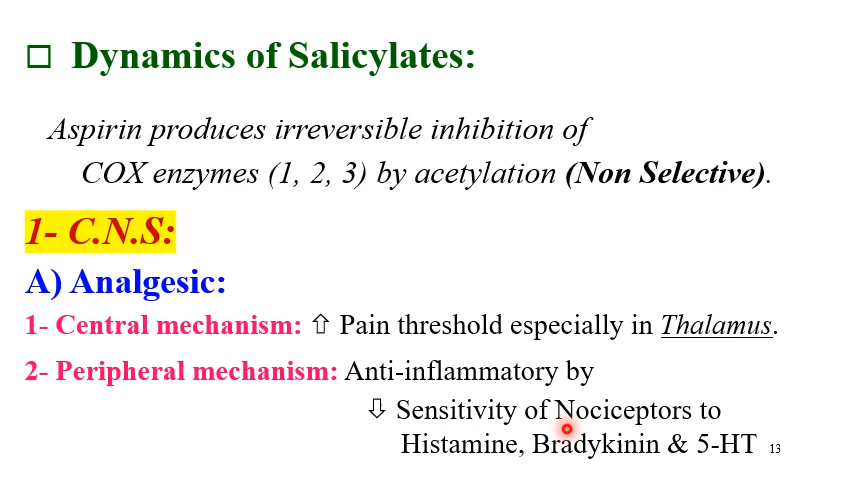 □ Dynamics of Salicylates:
Aspirin produces irreversible inhibition of
COX enzymes (1, 2, 3) by acetylation (Non Selective).
1- C.N.S:
A) Analgesic:
1- Central mechanism: ⇧ Pain threshold especially in Thalamus.
2- Peripheral mechanism: Anti-inflammatory by
⇩ Sensitivity of Nociceptors to
Histamine, Bradykinin & 5-HT 13